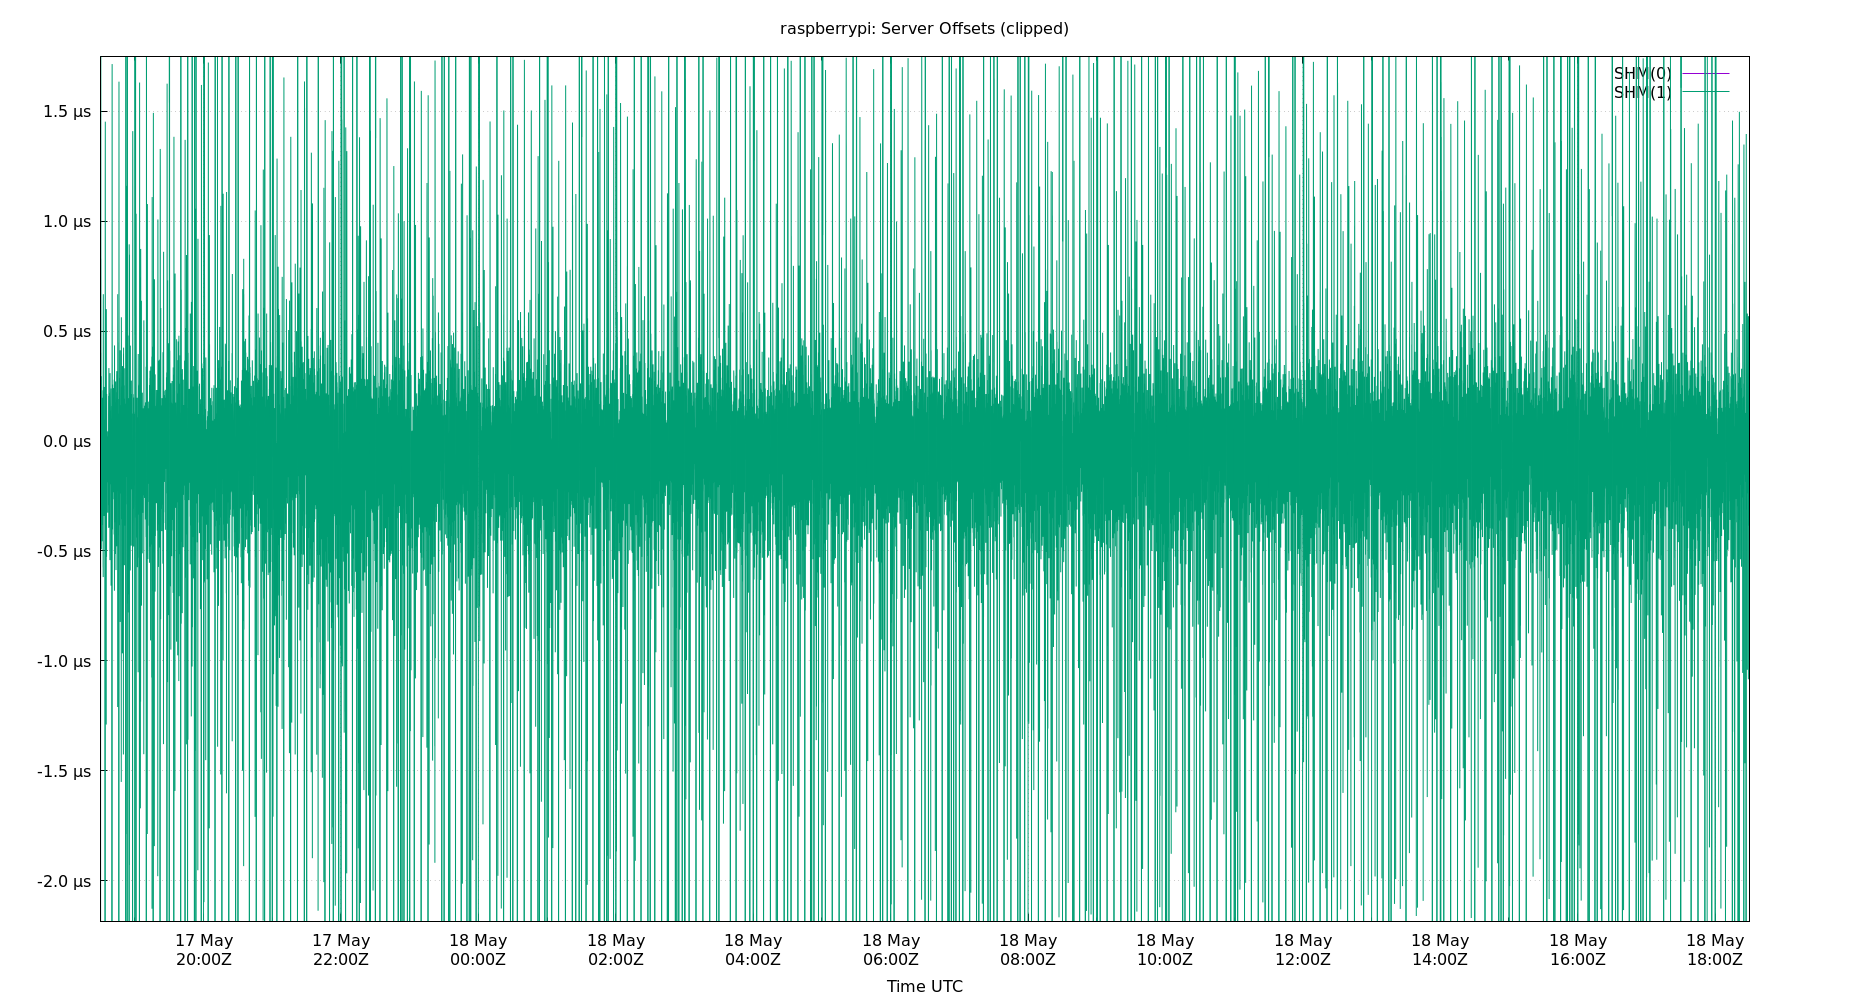 raspberrypi: Server Offsets (clipped)
SHM(0)
SHM(1)
1.5 µs
1.0 µs
0.5 µs
0.0 µs
-0.5 µs
-1.0 µs
-1.5 µs
-2.0 µs
17 May 17 May 18 May 18 May 18 May 18 May 18 May 18 May 18 May 18 May 18 May 18 May
20:00Z 22:00Z 00:00Z 02:00Z 04:00Z 06:00Z 08:00Z 10:00Z 12:00Z 14:00Z 16:00Z 18:00Z
Time UTC